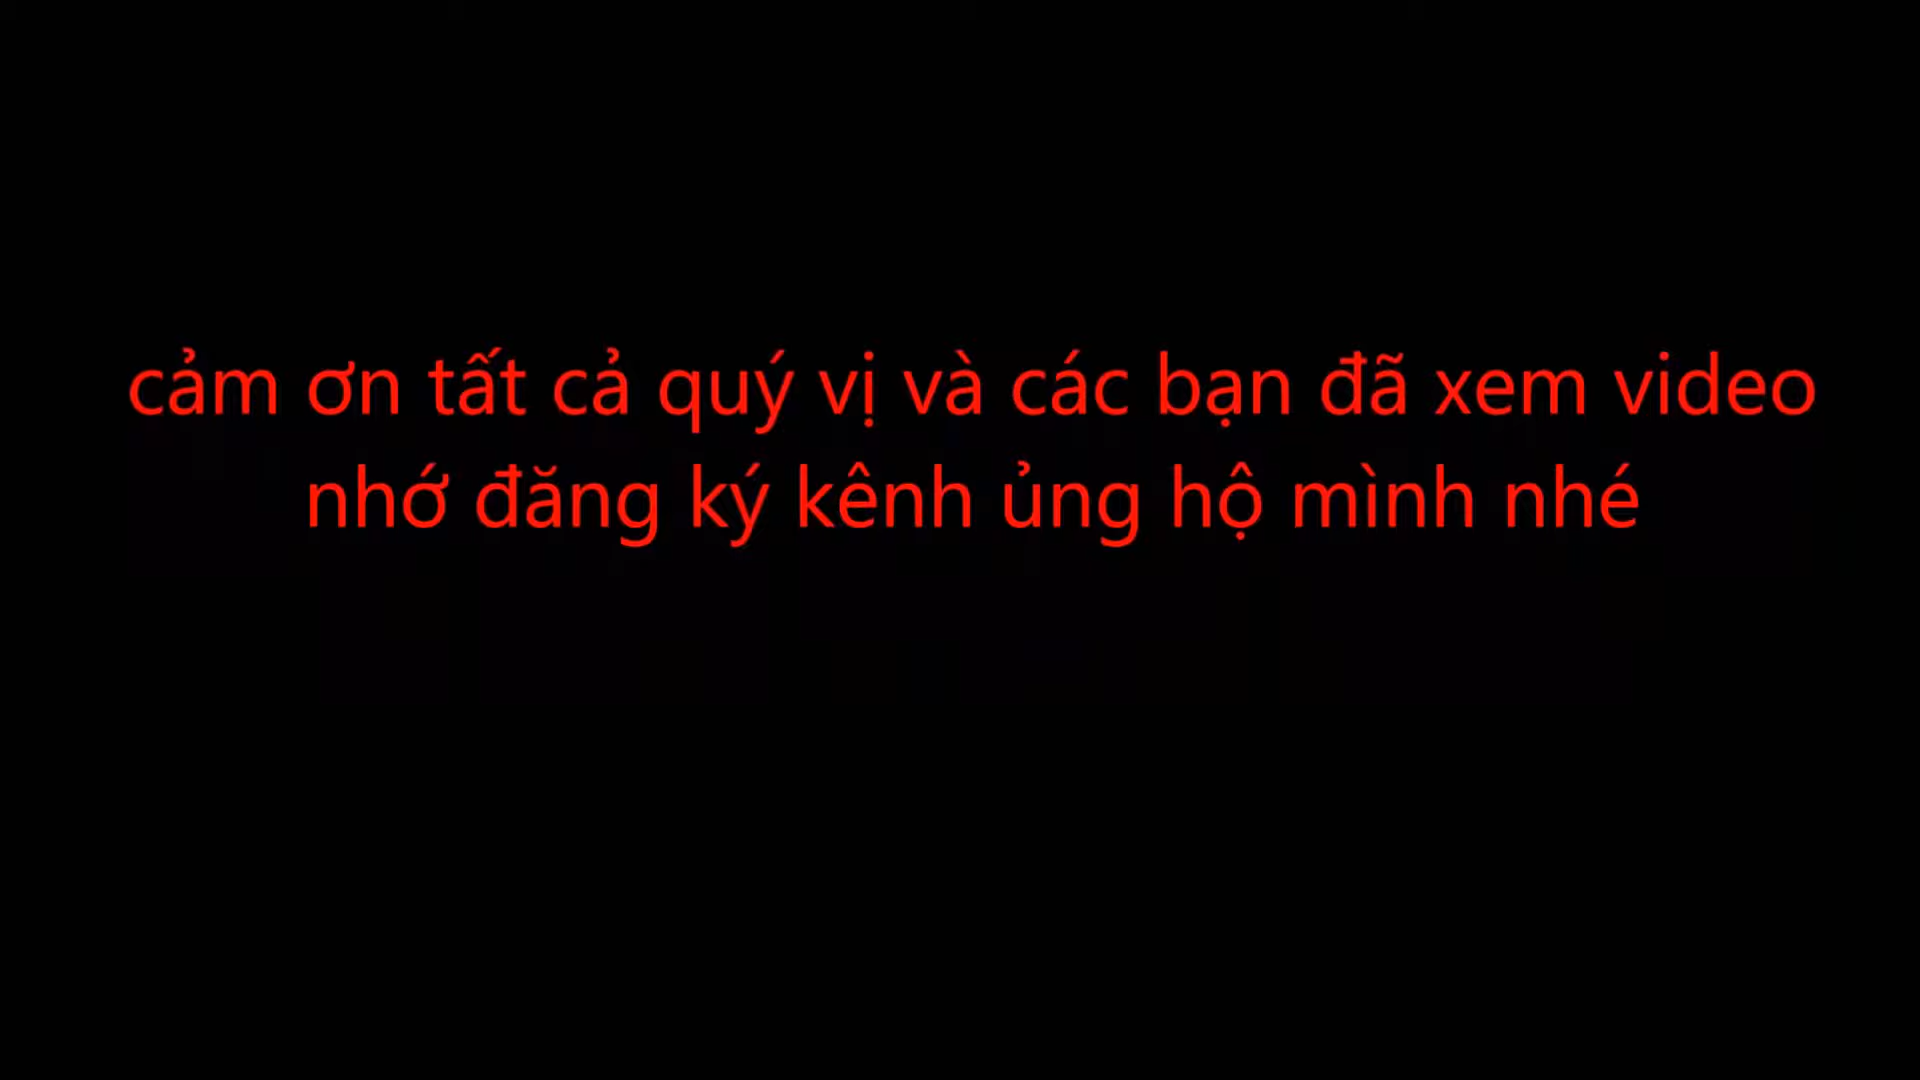 cảm ơn tất cả quý vị và các bạn đã xem video
nhớ đăng ký kênh ủng hộ mình nhé